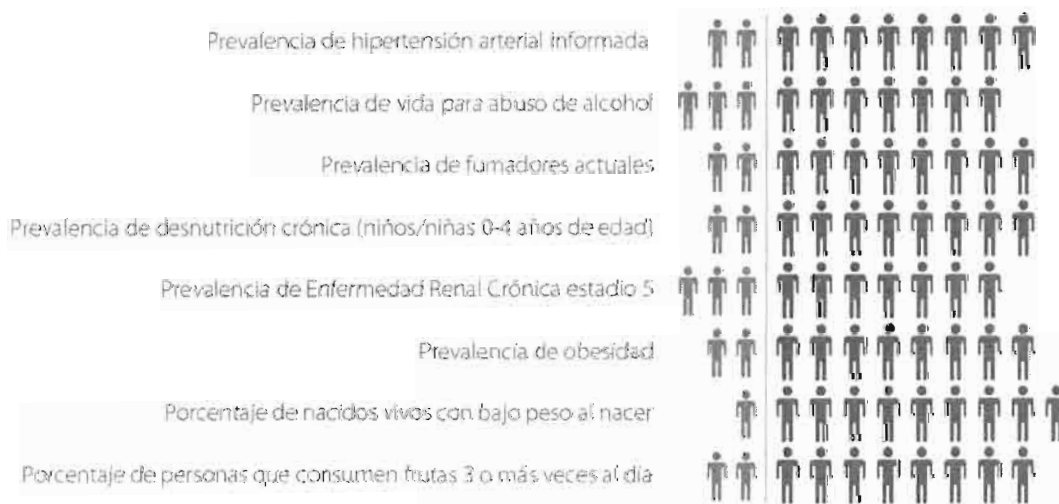 Prevalencia de hipertensión arterial informada
Prevalencia de vida para abuso de alcohol
Prevalencia de fumadores actuales
Prevalencia de desnutrición crónica (niños/niñas 0-4 años de edad)
Prevalencia de Enfermedad Renal Crónica estadio 5
Prevalencia de obesidad
Porcentaje de nacidos vivos con bajo peso al nacer
Porcentaje de personas que consumen frutas 3 o más veces al día